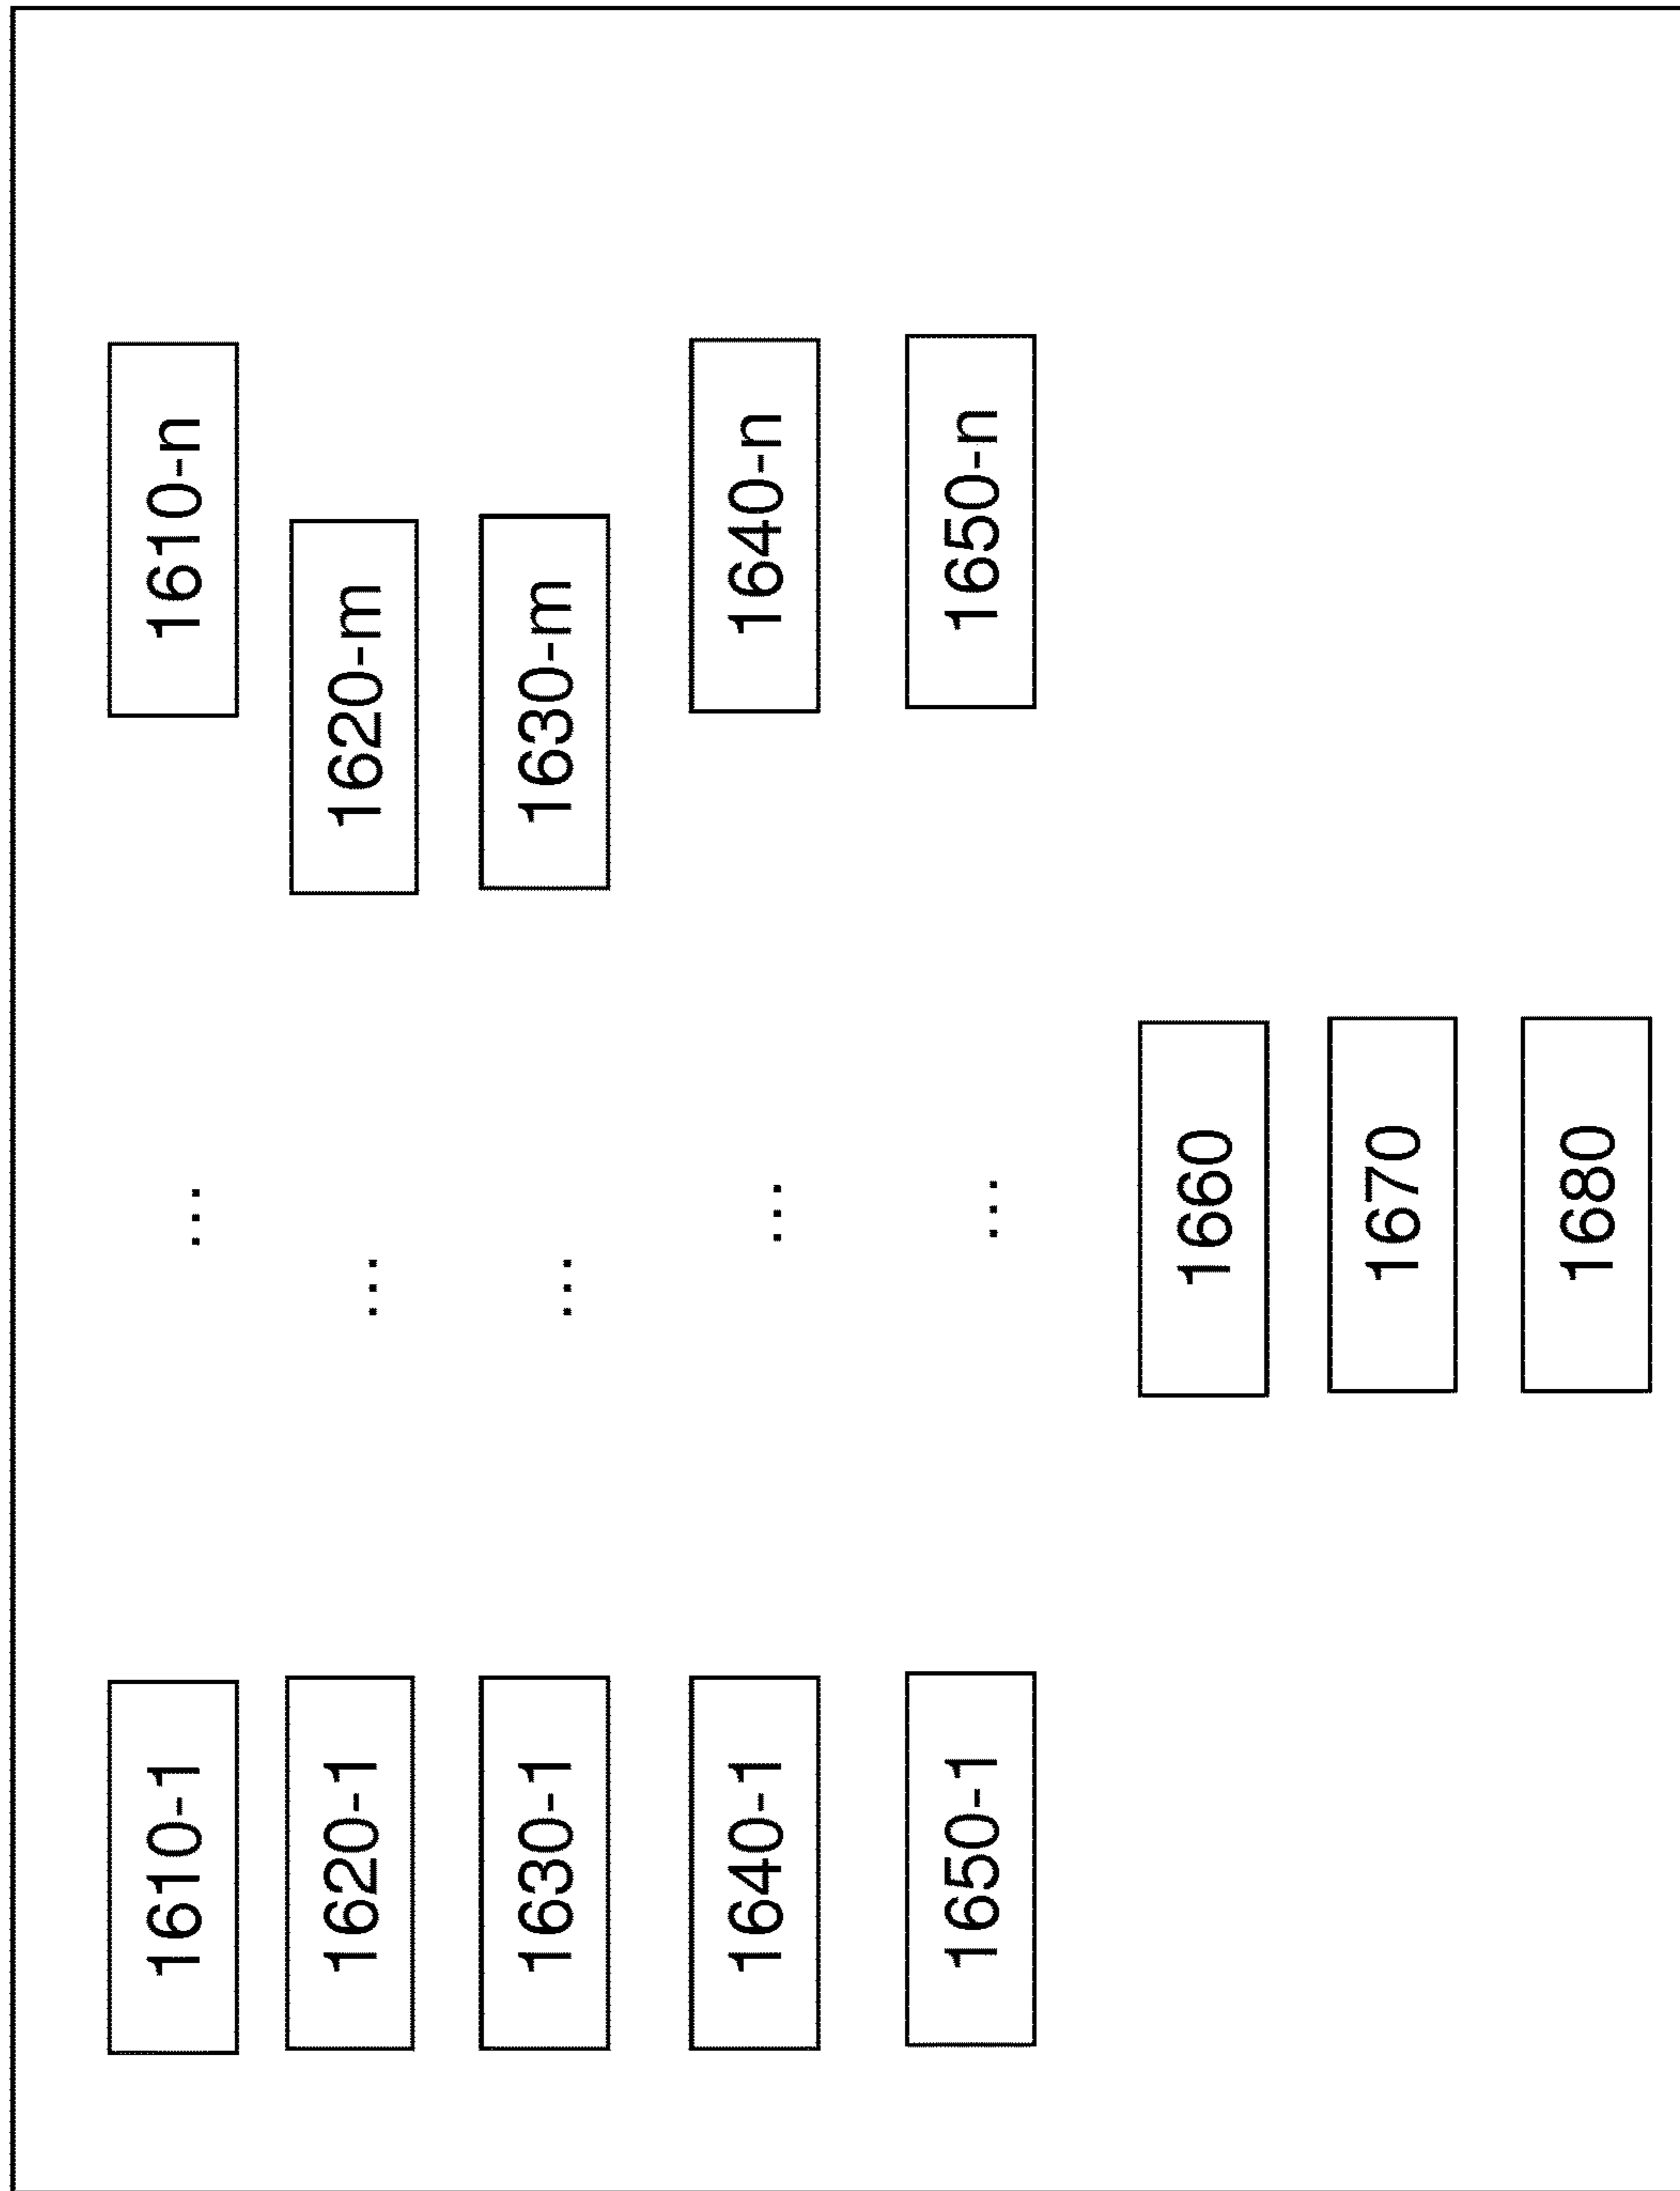 1610-1 ... 1610-n
1620-1 ... 1620-m
1630-1 ... 1630-m
1640-1 ... 1640-n
1650-1 ... 1650-n
1660
1670
1680